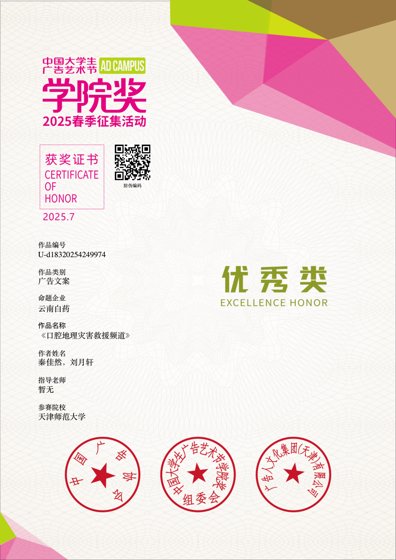 中国大学生
广告艺术节
AD CAMPUS
学院奖
2025春季征集活动
获奖证书
CERTIFICATE
OF
HONOR
2025.7
防伪编码
作品编号
U-d18320254249974
作品类别
广告文案
命题企业
云南白药
作品名称
《口腔地理灾害救援频道》
作者姓名
秦佳然，刘月轩
指导老师
暂无
参赛院校
天津师范大学
优秀类
EXCELLENCE HONOR
中国广告协会
中国大学生广告艺术节学院奖
组委会
广告人文化集团(天津)有限公司